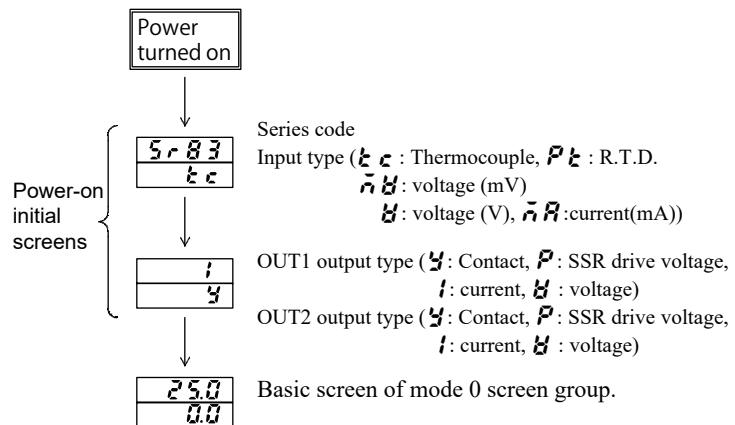 Power
turned on
Sr83
tc
Series code
Input type (tc : Thermocouple, Pt : R.T.D.
mV : voltage (mV)
V : voltage (V), mA :current(mA))
Power-on
initial
screens
1
Y
OUT1 output type (Y: Contact, P: SSR drive voltage,
1: current, V : voltage)
OUT2 output type (Y: Contact, P: SSR drive voltage,
1: current, V : voltage)
25.0
0.0
Basic screen of mode 0 screen group.